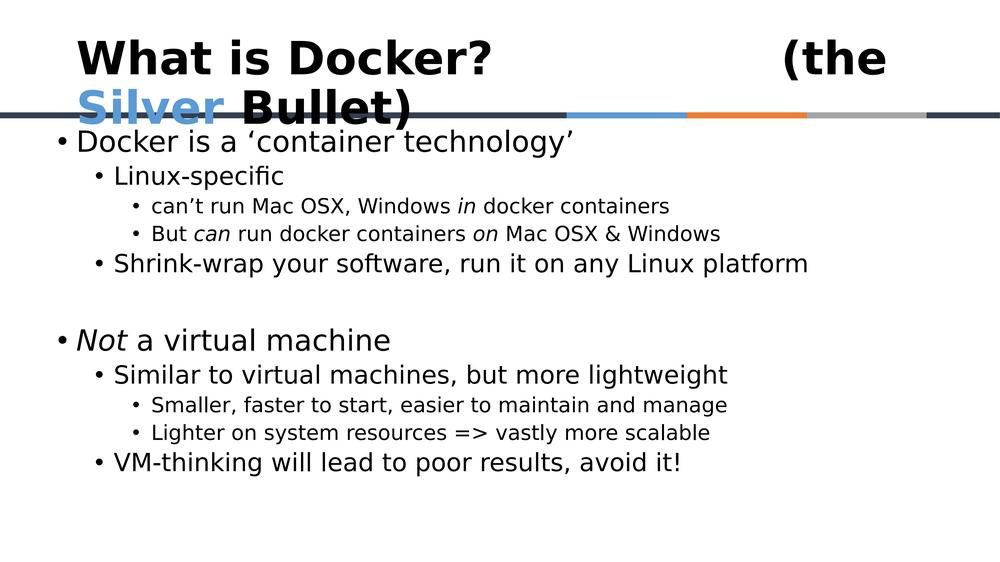 What is Docker? (the
Silver Bullet)
• Docker is a ‘container technology’
• Linux-specific
• can’t run Mac OSX, Windows in docker containers
• But can run docker containers on Mac OSX & Windows
• Shrink-wrap your software, run it on any Linux platform
• Not a virtual machine
• Similar to virtual machines, but more lightweight
• Smaller, faster to start, easier to maintain and manage
• Lighter on system resources => vastly more scalable
• VM-thinking will lead to poor results, avoid it!